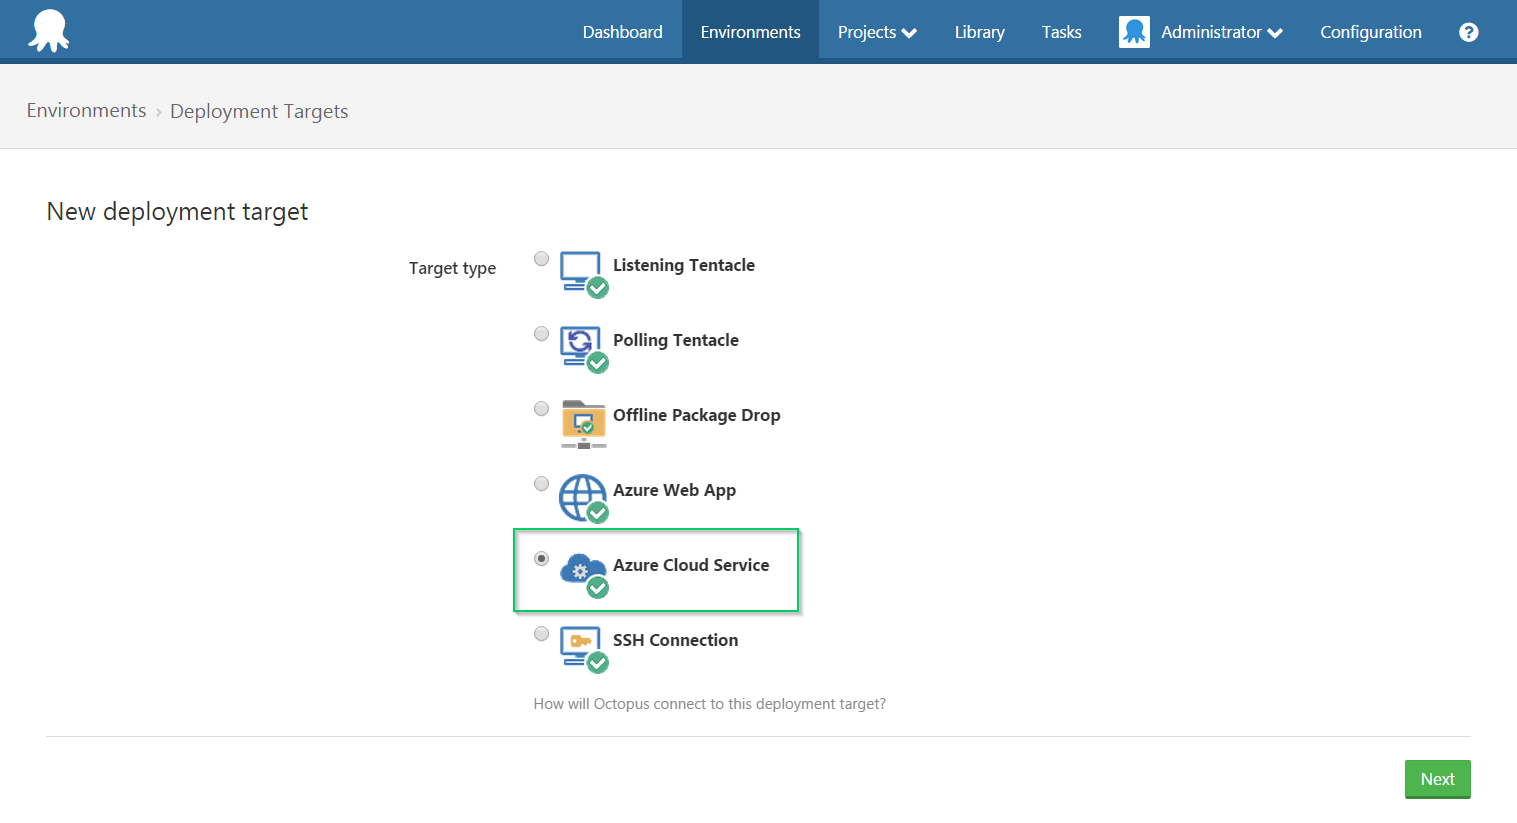 Dashboard Environments Projects Library Tasks Administrator Configuration ?
Environments › Deployment Targets
New deployment target
Target type
Listening Tentacle
Polling Tentacle
Offline Package Drop
Azure Web App
Azure Cloud Service
SSH Connection
How will Octopus connect to this deployment target?
Next